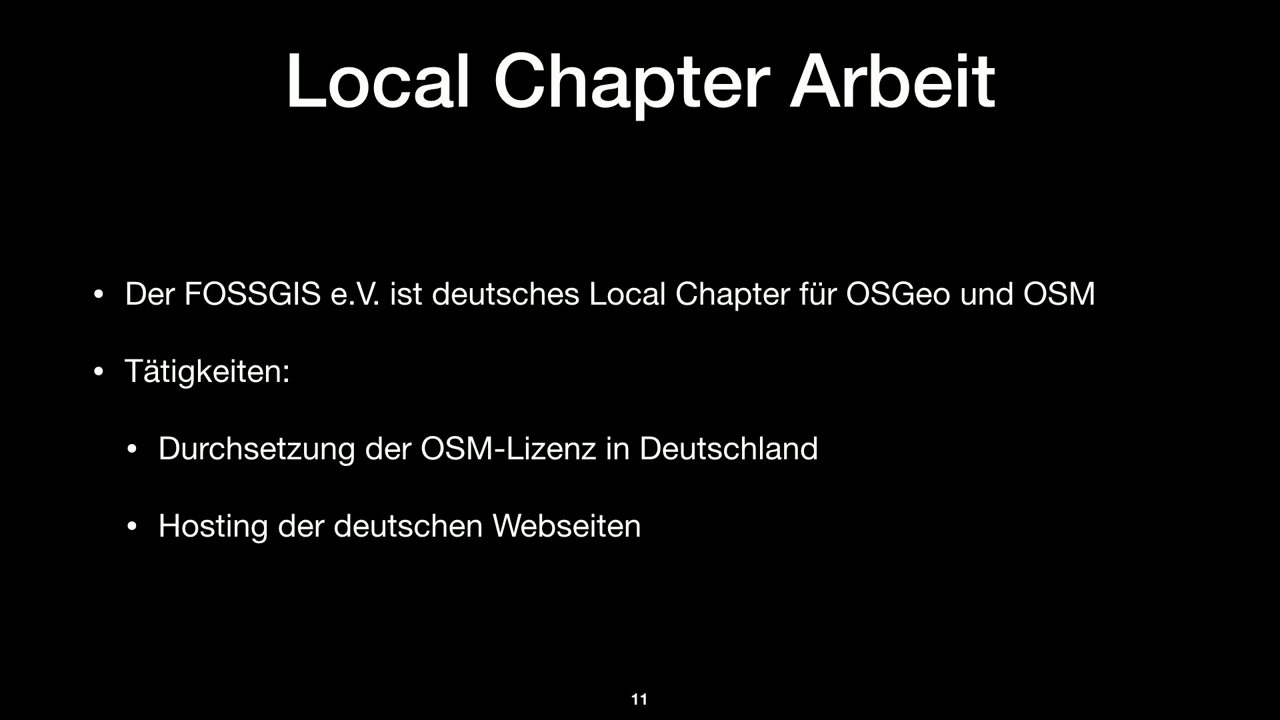 Local Chapter Arbeit
• Der FOSSGIS e.V. ist deutsches Local Chapter für OSGeo und OSM
• Tätigkeiten:
• Durchsetzung der OSM-Lizenz in Deutschland
• Hosting der deutschen Webseiten
11